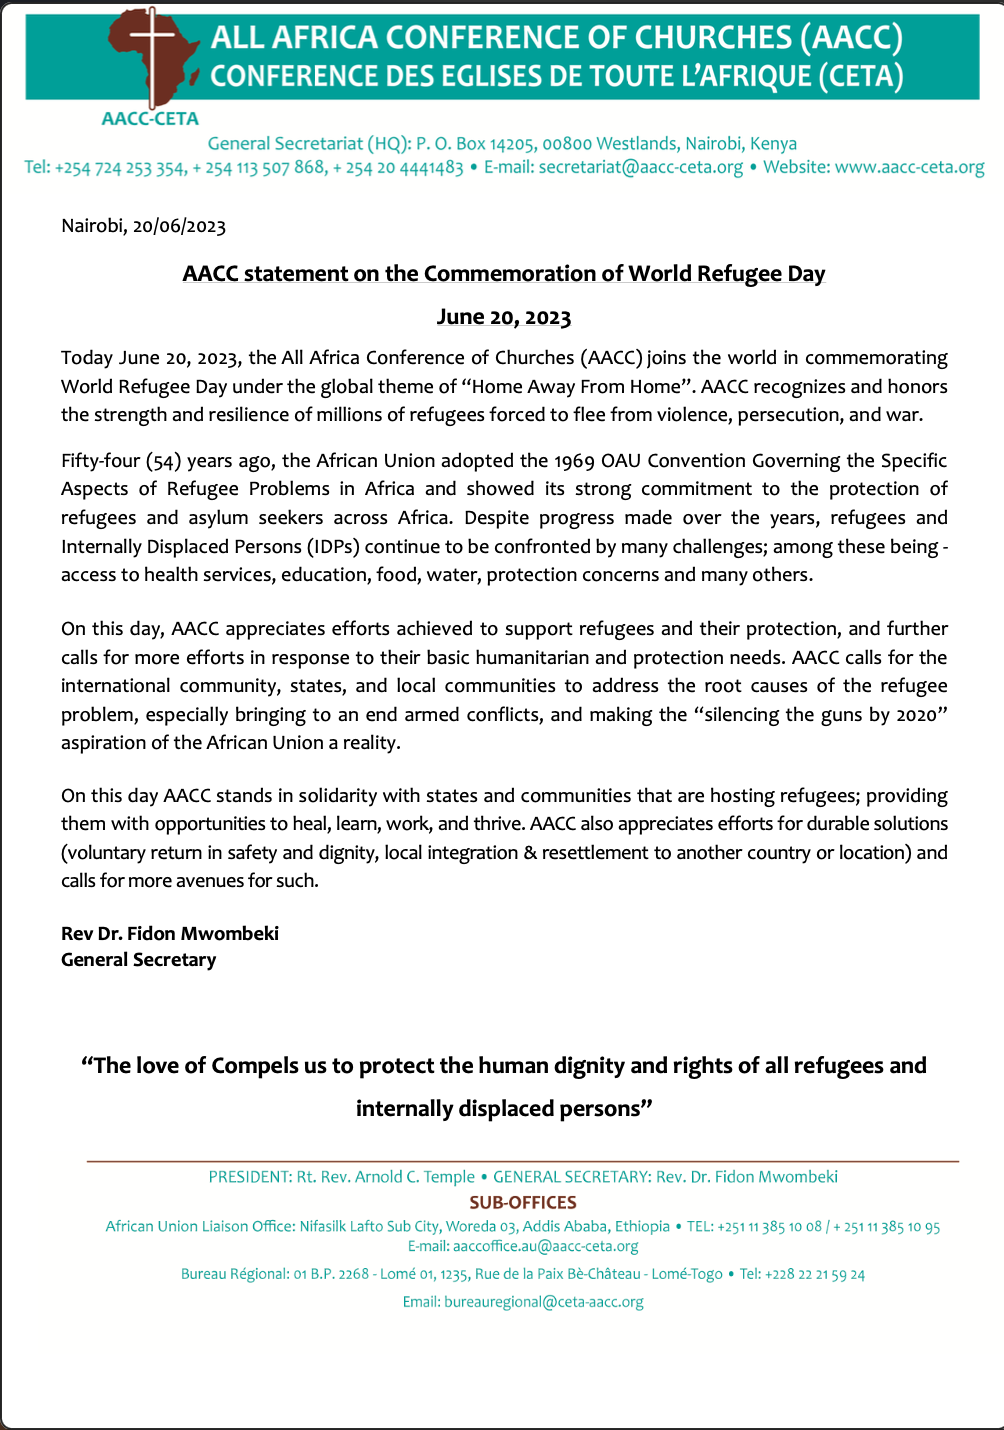 ALL AFRICA CONFERENCE OF CHURCHES (AACC)
CONFERENCE DES EGLISES DE TOUTE L'AFRIQUE (CETA)
AACC-CETA
General Secretariat (HQ): P. O. Box 14205, 00800 Westlands, Nairobi, Kenya
Tel: +254 724 253 354, + 254 113 507 868, + 254 20 4441483 • E-mail: secretariat@aacc-ceta.org • Website: www.aacc-ceta.org
Nairobi, 20/06/2023
AACC statement on the Commemoration of World Refugee Day
June 20, 2023
Today June 20, 2023, the All Africa Conference of Churches (AACC) joins the world in commemorating
World Refugee Day under the global theme of “Home Away From Home”. AACC recognizes and honors
the strength and resilience of millions of refugees forced to flee from violence, persecution, and war.
Fifty-four (54) years ago, the African Union adopted the 1969 OAU Convention Governing the Specific
Aspects of Refugee Problems in Africa and showed its strong commitment to the protection of
refugees and asylum seekers across Africa. Despite progress made over the years, refugees and
Internally Displaced Persons (IDPs) continue to be confronted by many challenges; among these being -
access to health services, education, food, water, protection concerns and many others.
On this day, AACC appreciates efforts achieved to support refugees and their protection, and further
calls for more efforts in response to their basic humanitarian and protection needs. AACC calls for the
international community, states, and local communities to address the root causes of the refugee
problem, especially bringing to an end armed conflicts, and making the “silencing the guns by 2020”
aspiration of the African Union a reality.
On this day AACC stands in solidarity with states and communities that are hosting refugees; providing
them with opportunities to heal, learn, work, and thrive. AACC also appreciates efforts for durable solutions
(voluntary return in safety and dignity, local integration & resettlement to another country or location) and
calls for more avenues for such.
Rev Dr. Fidon Mwombeki
General Secretary
“The love of Compels us to protect the human dignity and rights of all refugees and
internally displaced persons”
PRESIDENT: Rt. Rev. Arnold C. Temple • GENERAL SECRETARY: Rev. Dr. Fidon Mwombeki
SUB-OFFICES
African Union Liaison Office: Nifasilk Lafto Sub City, Woreda 03, Addis Ababa, Ethiopia • TEL: +251 11 385 10 08 / + 251 11 385 10 95
E-mail: aaccoffice.au@aacc-ceta.org
Bureau Régional: 01 B.P. 2268 - Lomé 01, 1235, Rue de la Paix Bè-Château - Lomé-Togo • Tel: +228 22 21 59 24
Email: bureauregional@ceta-aacc.org